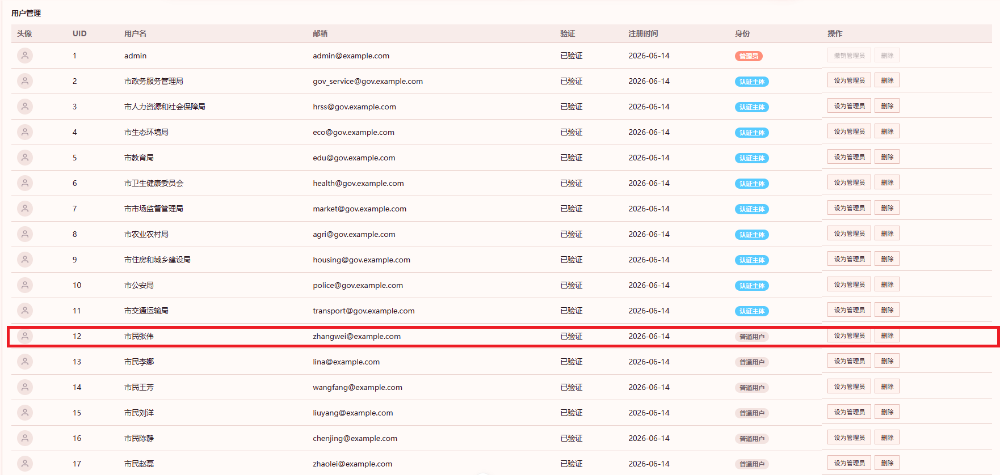 用户管理
头像 UID 用户名 邮箱 验证 注册时间 身份 操作
1 admin admin@example.com 已验证 2026-06-14 管理员 撤销管理员 删除
2 市政务服务管理局 gov_service@gov.example.com 已验证 2026-06-14 认证主体 设为管理员 删除
3 市人力资源和社会保障局 hrss@gov.example.com 已验证 2026-06-14 认证主体 设为管理员 删除
4 市生态环境局 eco@gov.example.com 已验证 2026-06-14 认证主体 设为管理员 删除
5 市教育局 edu@gov.example.com 已验证 2026-06-14 认证主体 设为管理员 删除
6 市卫生健康委员会 health@gov.example.com 已验证 2026-06-14 认证主体 设为管理员 删除
7 市市场监督管理局 market@gov.example.com 已验证 2026-06-14 认证主体 设为管理员 删除
8 市农业农村局 agri@gov.example.com 已验证 2026-06-14 认证主体 设为管理员 删除
9 市住房和城乡建设局 housing@gov.example.com 已验证 2026-06-14 认证主体 设为管理员 删除
10 市公安局 police@gov.example.com 已验证 2026-06-14 认证主体 设为管理员 删除
11 市交通运输局 transport@gov.example.com 已验证 2026-06-14 认证主体 设为管理员 删除
12 市民张伟 zhangwei@example.com 已验证 2026-06-14 普通用户 设为管理员 删除
13 市民李娜 lina@example.com 已验证 2026-06-14 普通用户 设为管理员 删除
14 市民王芳 wangfang@example.com 已验证 2026-06-14 普通用户 设为管理员 删除
15 市民刘洋 liuyang@example.com 已验证 2026-06-14 普通用户 设为管理员 删除
16 市民陈静 chenjing@example.com 已验证 2026-06-14 普通用户 设为管理员 删除
17 市民赵磊 zhaolei@example.com 已验证 2026-06-14 普通用户 设为管理员 删除